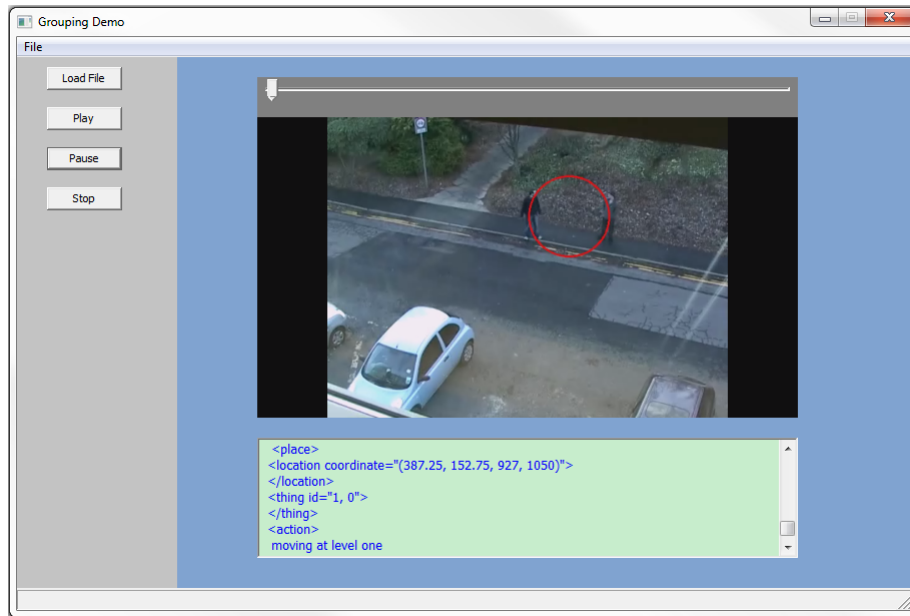 Grouping Demo
File
Load File
Play
Pause
Stop
<place>
<location coordinate="(387.25, 152.75, 927, 1050)">
</location>
<thing id="1, 0">
</thing>
<action>
moving at level one